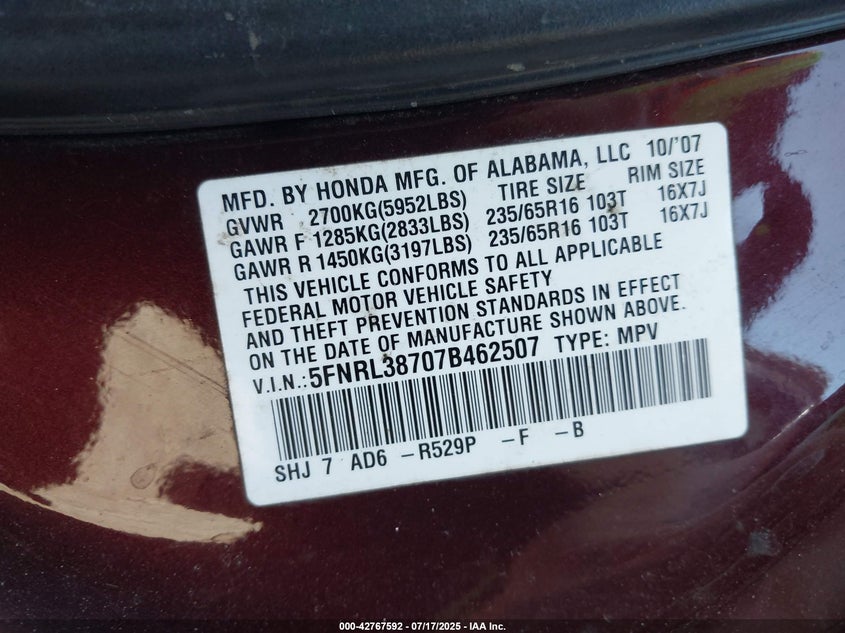 MFD. BY HONDA MFG. OF ALABAMA, LLC 10/'07
GVWR 2700KG(5952LBS) TIRE SIZE RIM SIZE
GAWR F 1285KG(2833LBS) 235/65R16 103T 16X7J
GAWR R 1450KG(3197LBS) 235/65R16 103T 16X7J
THIS VEHICLE CONFORMS TO ALL APPLICABLE
FEDERAL MOTOR VEHICLE SAFETY
AND THEFT PREVENTION STANDARDS IN EFFECT
ON THE DATE OF MANUFACTURE SHOWN ABOVE.
V.I.N.: 5FNRL38707B462507 TYPE: MPV
SHJ 7 AD6 -R529P -F -B
000-42767592 / 07/17/2025 - IAA Inc.